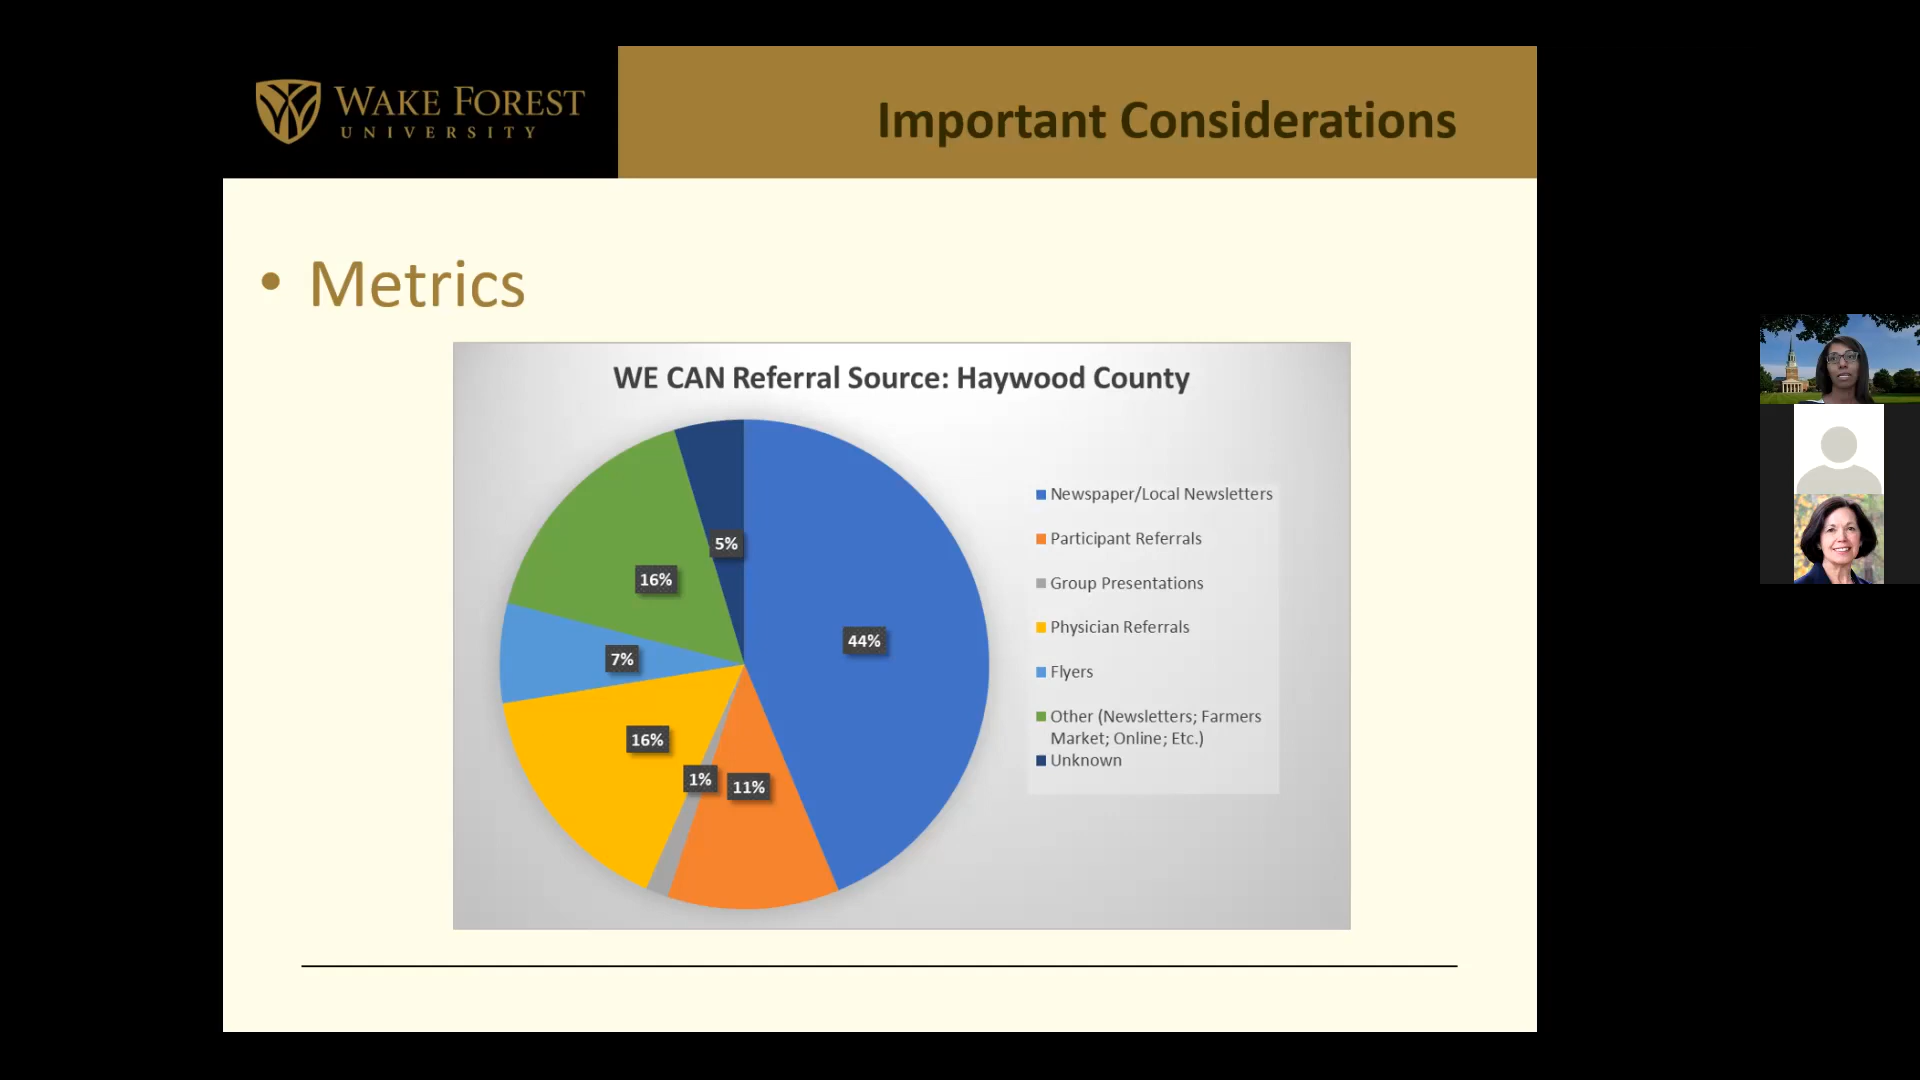 WAKE FOREST
UNIVERSITY
Important Considerations
• Metrics
WE CAN Referral Source: Haywood County
5%
16%
44%
7%
16%
1%
11%
Newspaper/Local Newsletters
Participant Referrals
Group Presentations
Physician Referrals
Flyers
Other (Newsletters; Farmers
Market; Online; Etc.)
Unknown